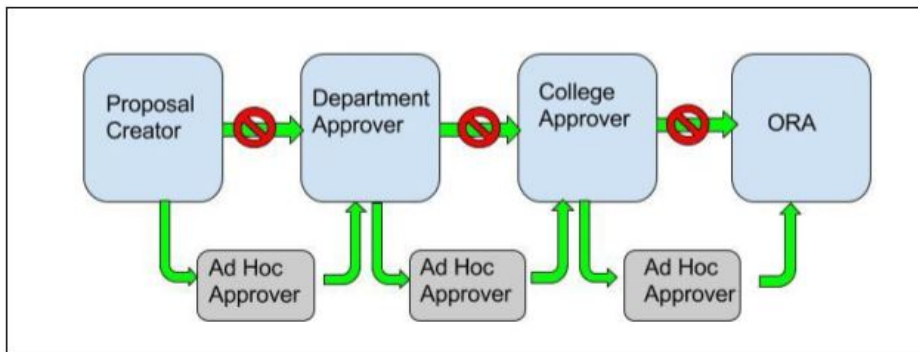 Proposal
Creator
Department
Approver
College
Approver
ORA
Ad Hoc
Approver
Ad Hoc
Approver
Ad Hoc
Approver